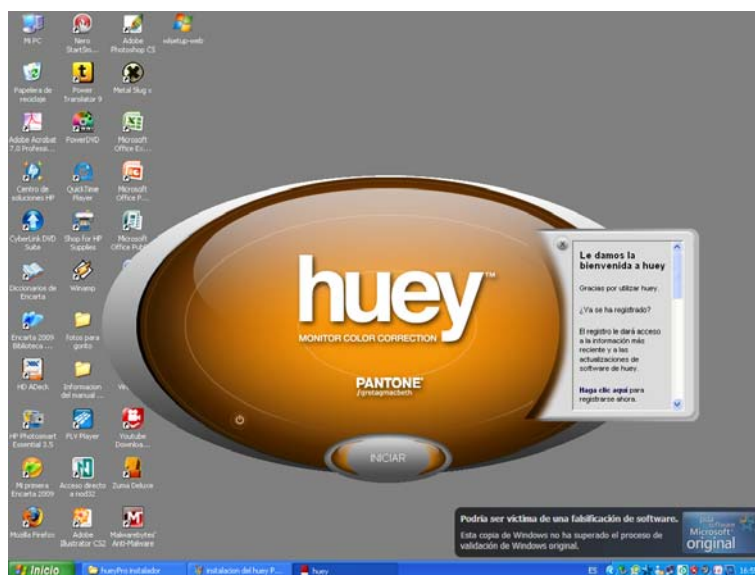 Mi PC
Nero
StartSm...
Adobe
Photoshop CS
wlsetup-web
Papelera de
reciclaje
Power
Translator 9
Metal Slug x
Adobe Acrobat
7.0 Professi...
PowerDVD
Microsoft
Office Ex...
Centro de
soluciones HP
QuickTime
Player
Microsoft
Office P...
CyberLink DVD
Suite
Shop for HP
Supplies
Microsoft
Office Publ...
Diccionarios de
Encarta
Winamp
Encarta 2009
Biblioteca ...
Fotos para
gonto
HD ADeck
Informacion
del manual ...
HP Photosmart
Essential 3.5
FLV Player
Youtube
Downloa...
Mi primera
Encarta 2009
Acceso directo
a nod32
Zuma Deluxe
Mozilla Firefox
Adobe
Illustrator CS2
Malwarebytes'
Anti-Malware
huey™
MONITOR COLOR CORRECTION
PANTONE®
/gretagmacbeth
INICIAR
Le damos la
bienvenida a huey
Gracias por utilizar huey.
¿Ya se ha registrado?
El registro le dará acceso
a la información más
reciente y a las
actualizaciones de
software de huey.
Haga clic aquí para
registrarse ahora.
Podría ser víctima de una falsificación de software.
Esta copia de Windows no ha superado el proceso de
validación de Windows original.
Microsoft
original
Inicio
hueyPro instalador
instalacion del huey P...
huey
ES